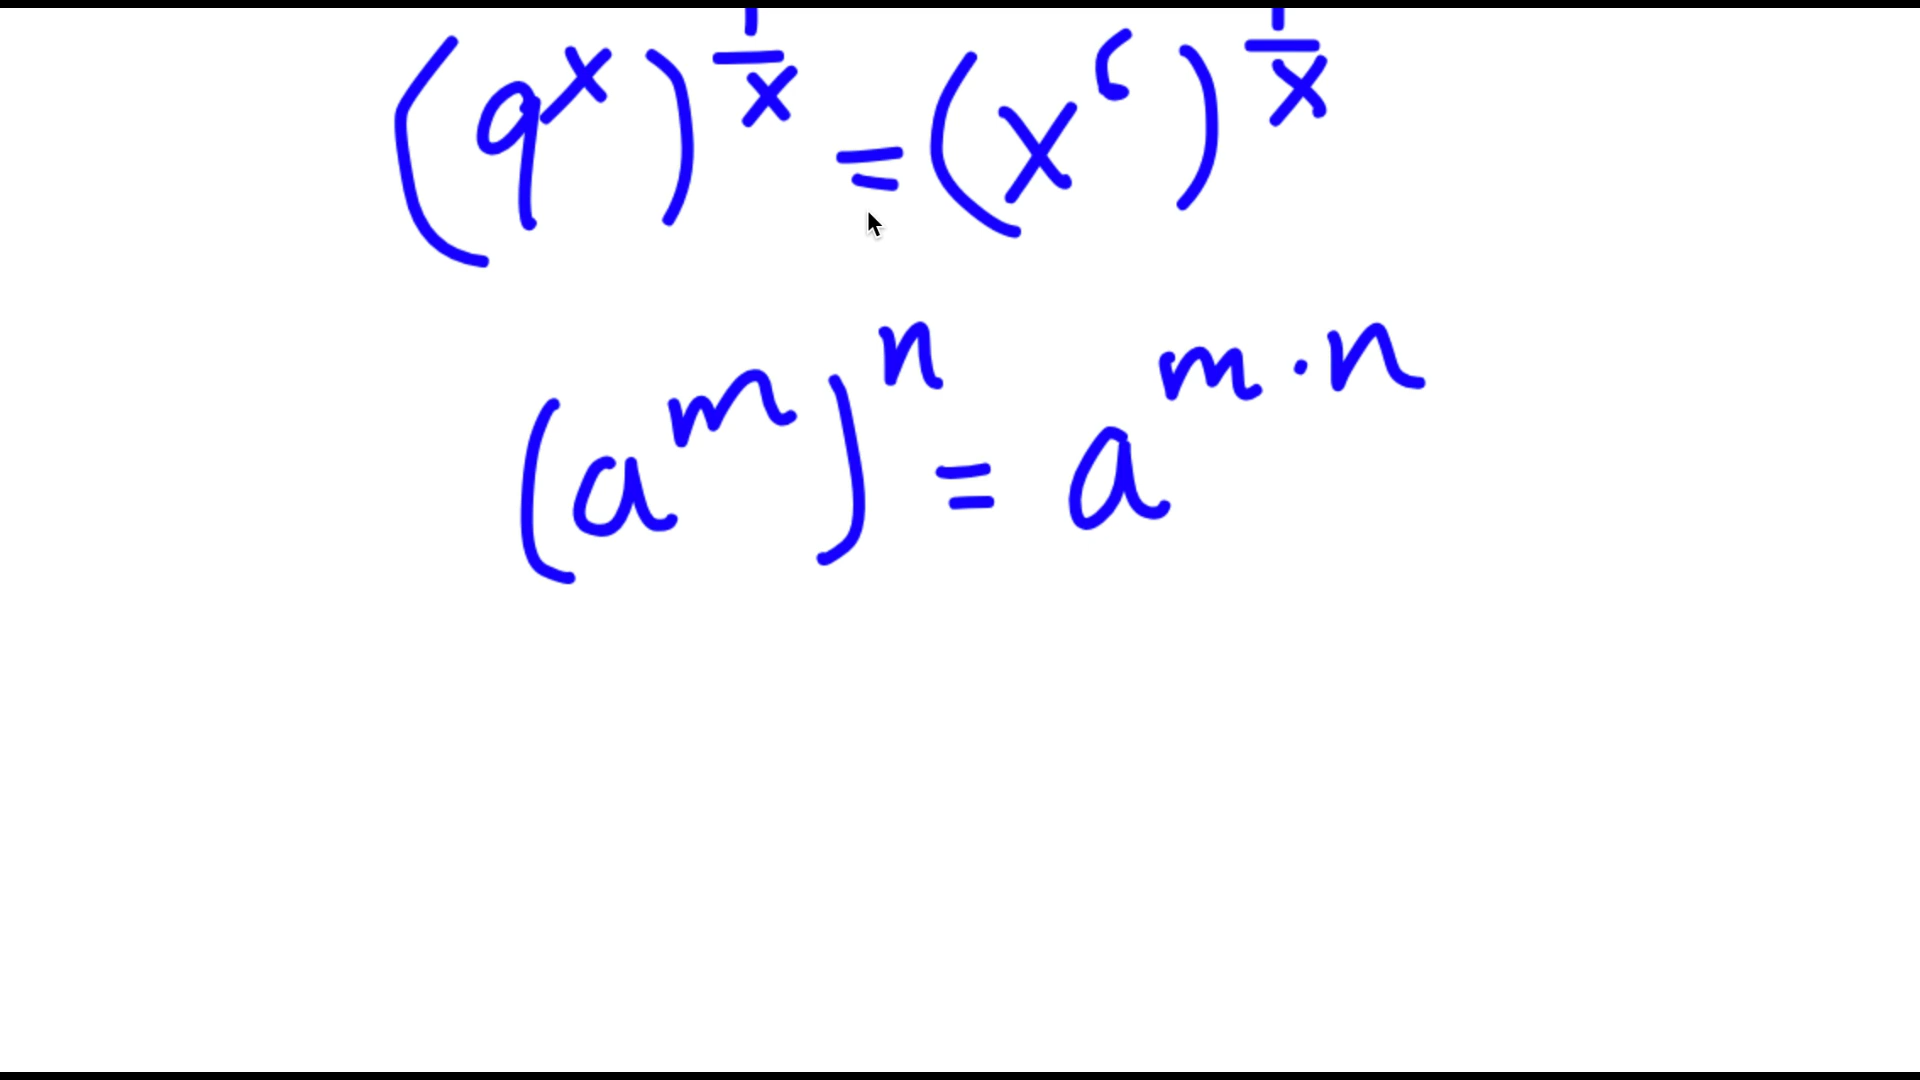 (9^x)^{1/x} = (x^6)^{1/x}
(a^m)^n = a^{m·n}